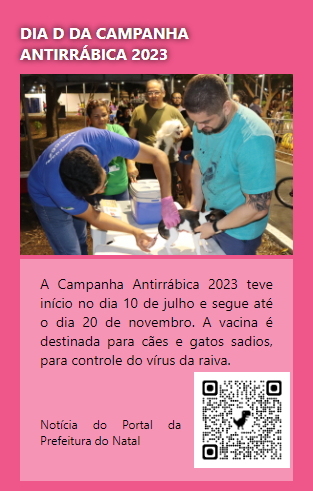 DIA D DA CAMPANHA
ANTIRRÁBICA 2023
A Campanha Antirrábica 2023 teve
início no dia 10 de julho e segue até
o dia 20 de novembro. A vacina é
destinada para cães e gatos sadios,
para controle do vírus da raiva.
Notícia do Portal da
Prefeitura do Natal